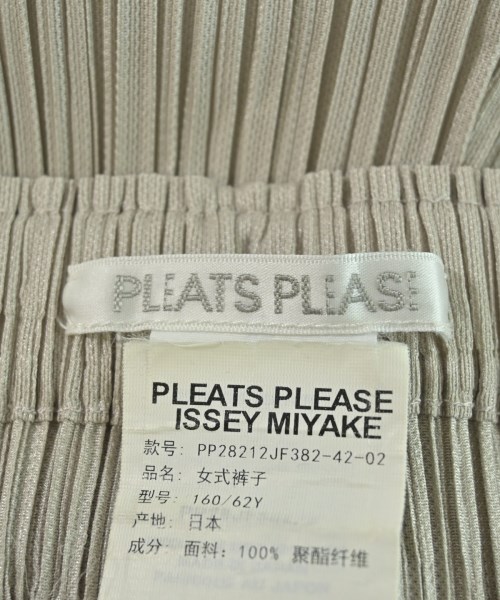 PLEATS PLEASE
PLEATS PLEASE
ISSEY MIYAKE
款号: PP28212JF382-42-02
品名: 女式裤子
型号: 160/62Y
产地: 日本
成分: 面料: 100% 聚酯纤维